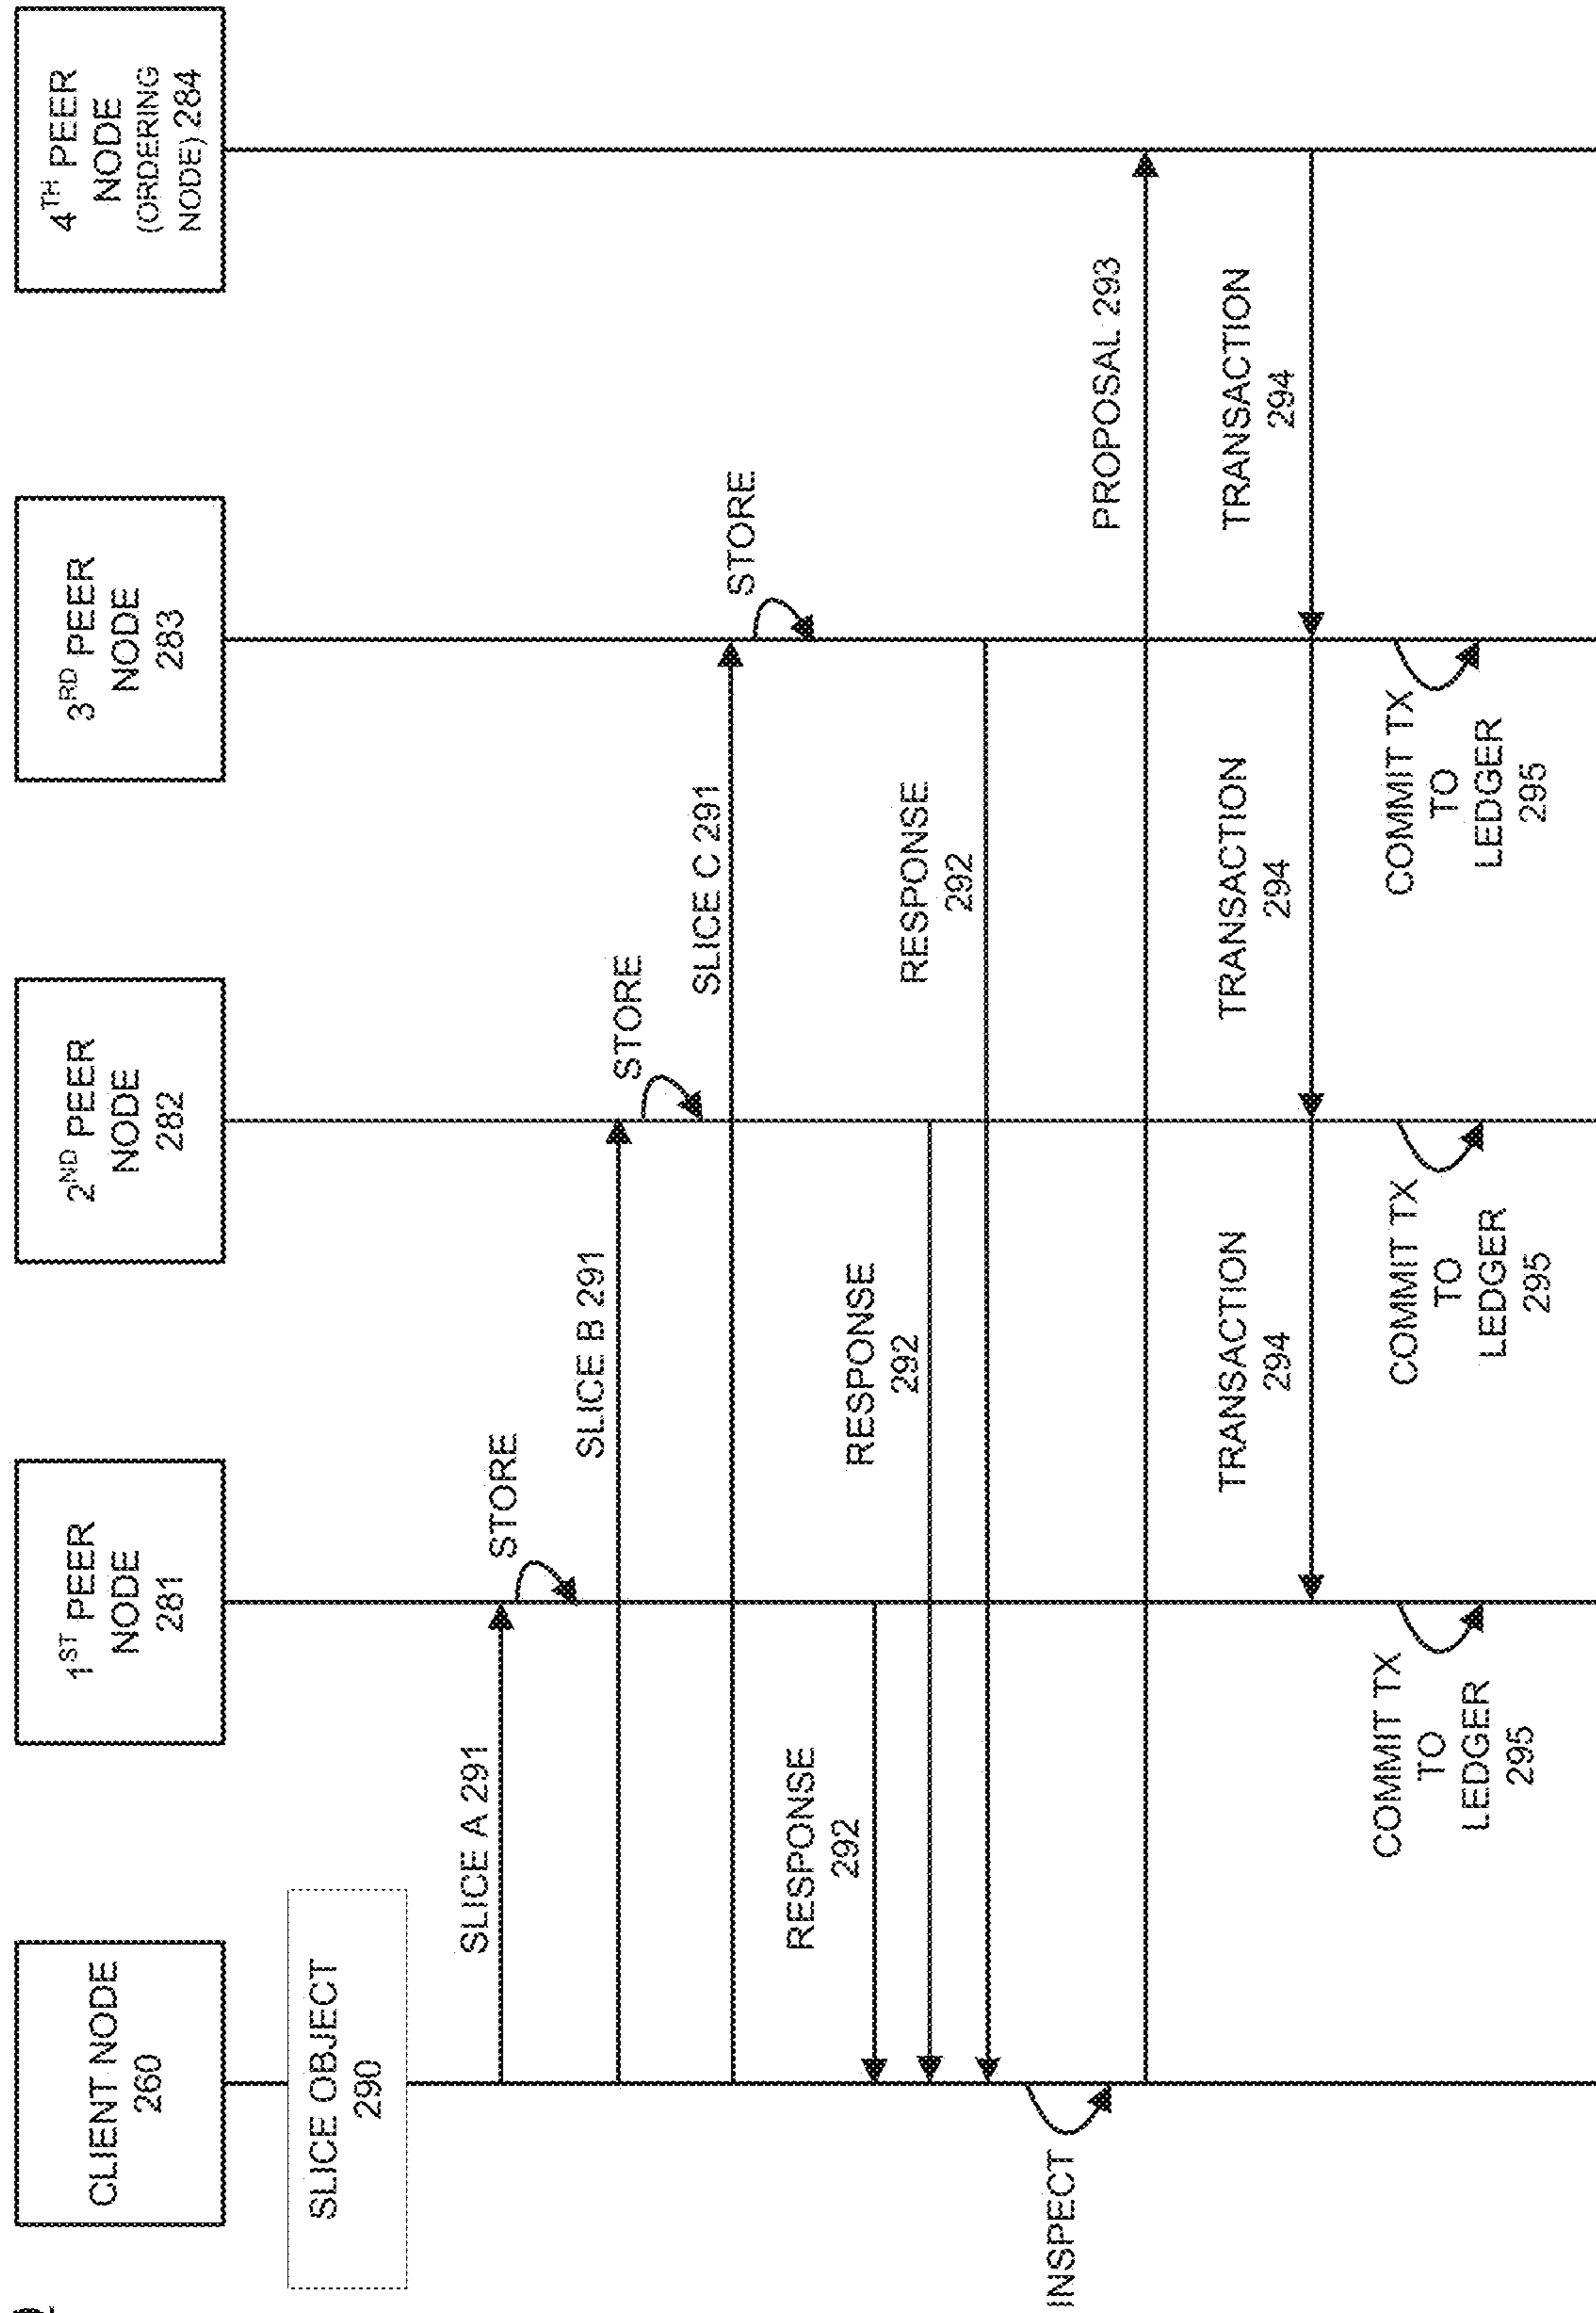 CLIENT NODE
260
1ST PEER
NODE
281
2ND PEER
NODE
282
3RD PEER
NODE
283
4TH PEER
NODE
(ORDERING
NODE) 284
SLICE OBJECT
290
SLICE A 291
STORE
SLICE B 291
STORE
SLICE C 291
STORE
RESPONSE
292
RESPONSE
292
RESPONSE
292
INSPECT
PROPOSAL 293
TRANSACTION
294
TRANSACTION
294
TRANSACTION
294
COMMIT TX
TO
LEDGER
295
COMMIT TX
TO
LEDGER
295
COMMIT TX
TO
LEDGER
295